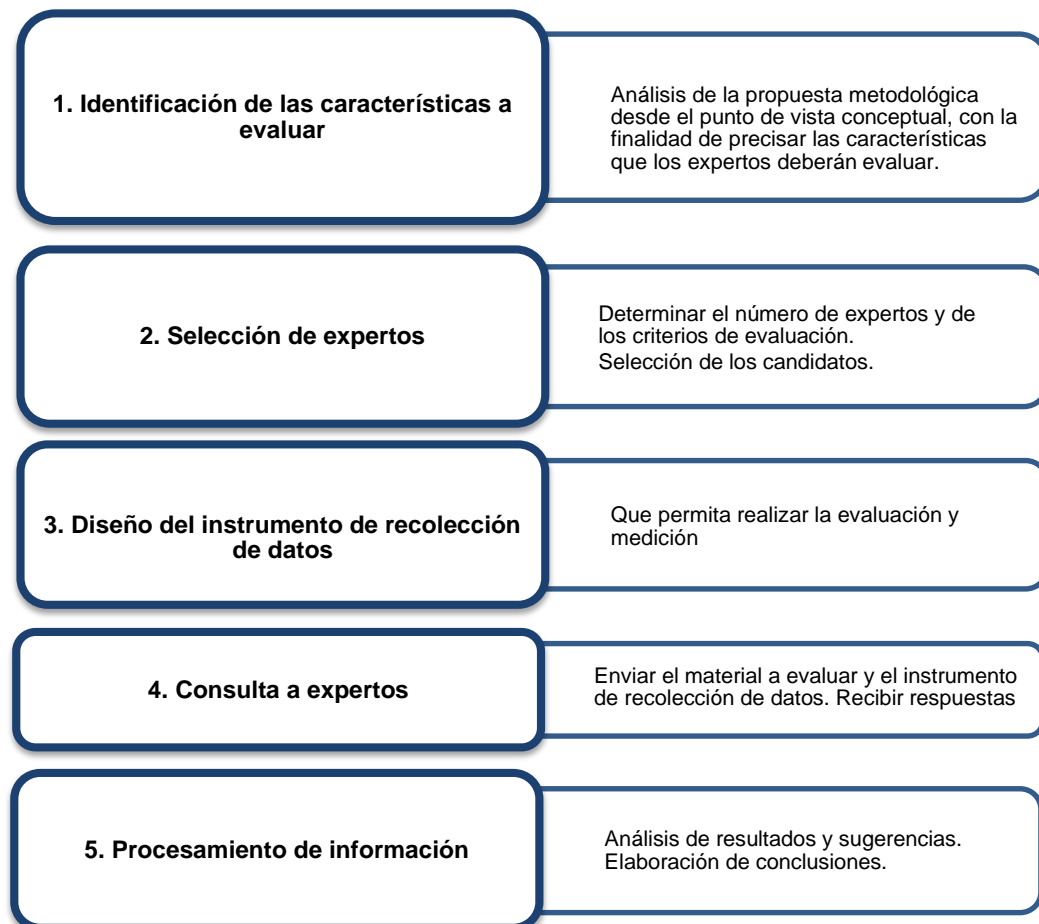 1. Identificación de las características a
evaluar
Análisis de la propuesta metodológica
desde el punto de vista conceptual, con la
finalidad de precisar las características
que los expertos deberán evaluar.
2. Selección de expertos
Determinar el número de expertos y de
los criterios de evaluación.
Selección de los candidatos.
3. Diseño del instrumento de recolección
de datos
Que permita realizar la evaluación y
medición
4. Consulta a expertos
Enviar el material a evaluar y el instrumento
de recolección de datos. Recibir respuestas
5. Procesamiento de información
Análisis de resultados y sugerencias.
Elaboración de conclusiones.